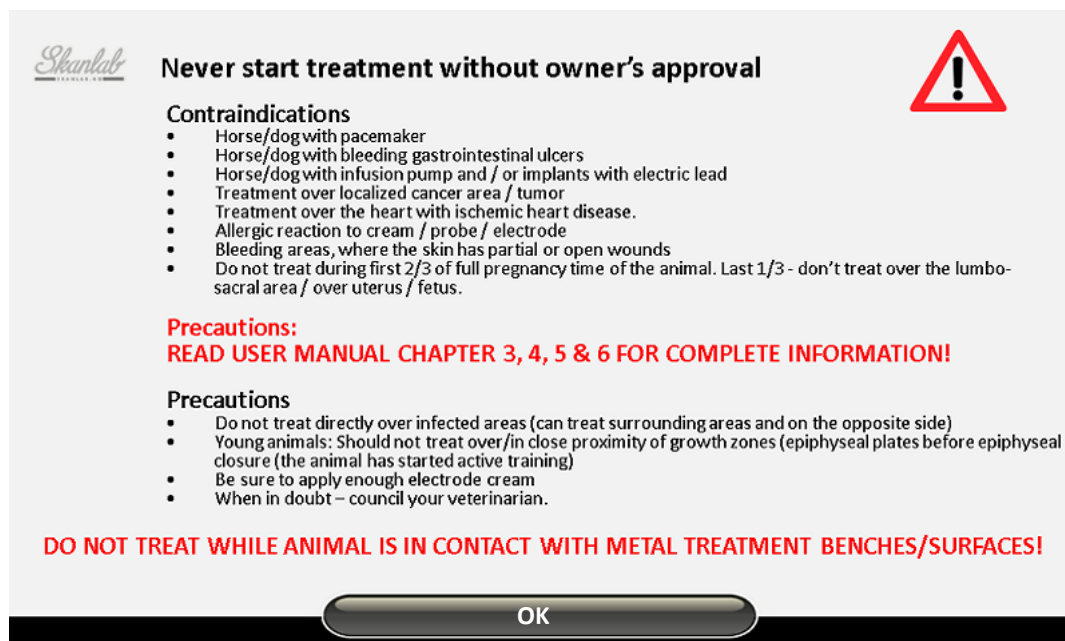 Skanlab
SKANLAB.NO
Never start treatment without owner's approval
Contraindications
• Horse/dog with pacemaker
• Horse/dog with bleeding gastrointestinal ulcers
• Horse/dog with infusion pump and / or implants with electric lead
• Treatment over localized cancer area / tumor
• Treatment over the heart with ischemic heart disease.
• Allergic reaction to cream / probe / electrode
• Bleeding areas, where the skin has partial or open wounds
• Do not treat during first 2/3 of full pregnancy time of the animal. Last 1/3 - don't treat over the lumbo-
sacral area / over uterus / fetus.
Precautions:
READ USER MANUAL CHAPTER 3, 4, 5 & 6 FOR COMPLETE INFORMATION!
Precautions
• Do not treat directly over infected areas (can treat surrounding areas and on the opposite side)
• Young animals: Should not treat over/in close proximity of growth zones (epiphyseal plates before epiphyseal
closure (the animal has started active training)
• Be sure to apply enough electrode cream
• When in doubt – council your veterinarian.
DO NOT TREAT WHILE ANIMAL IS IN CONTACT WITH METAL TREATMENT BENCHES/SURFACES!
OK